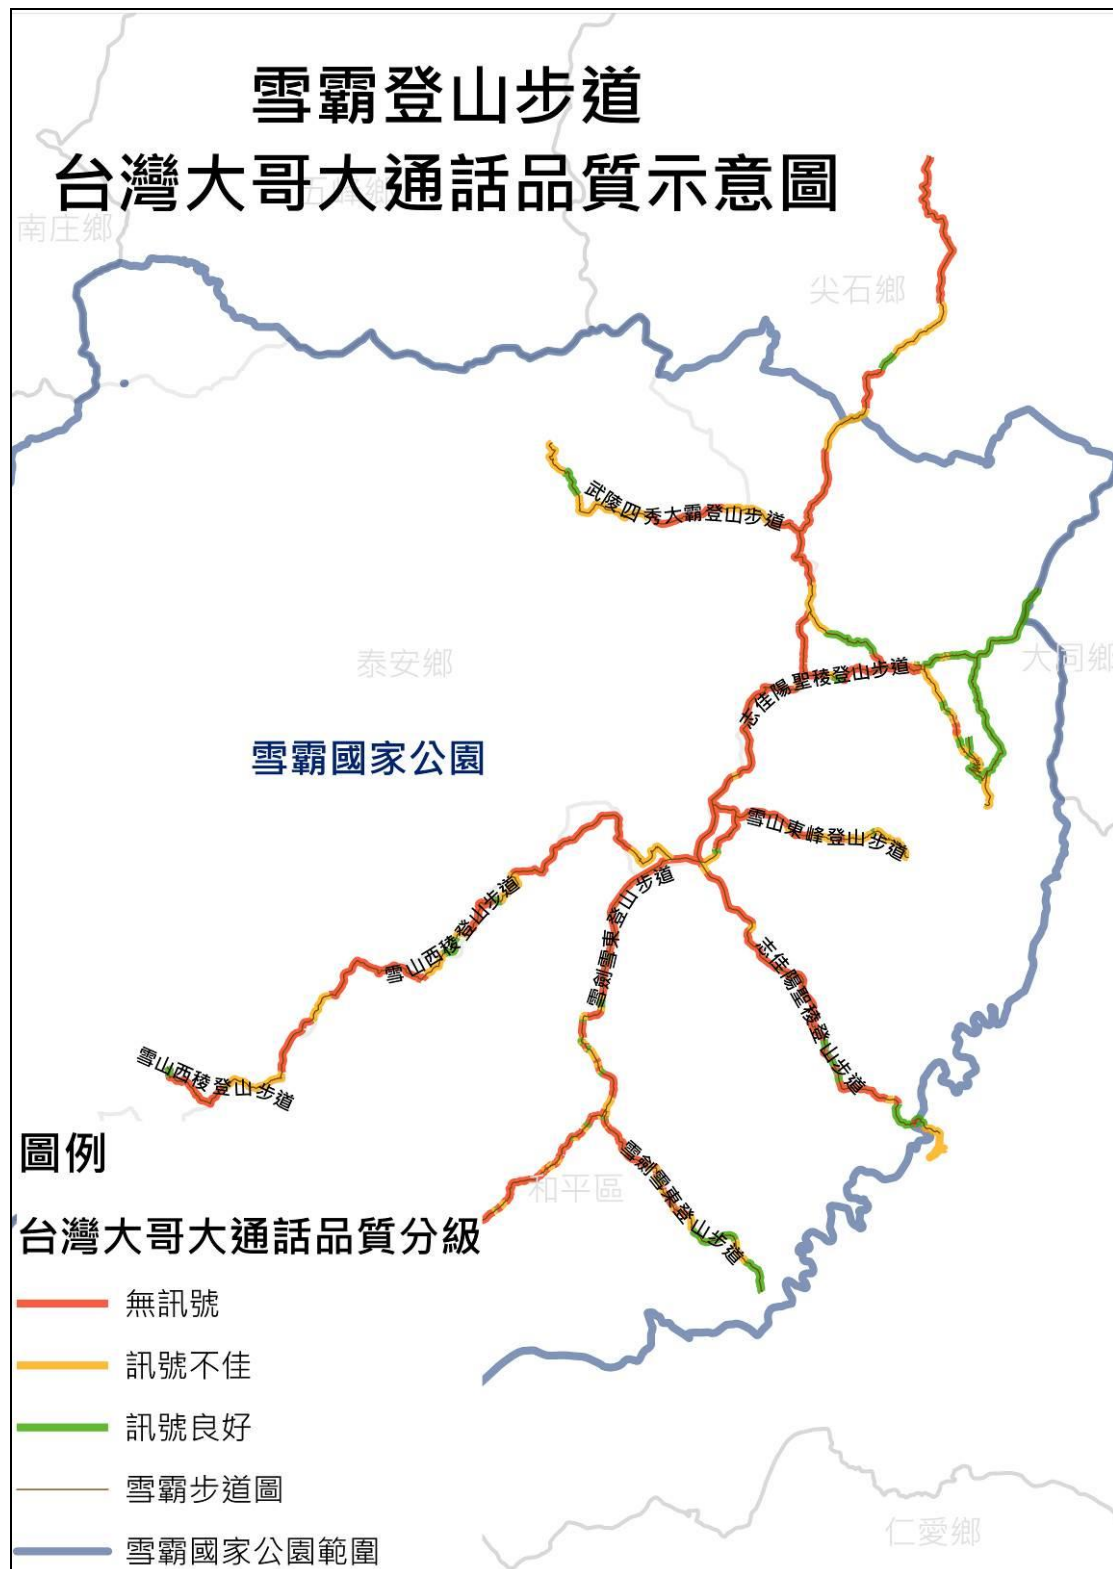 雪霸登山步道
台灣大哥大通話品質示意圖
五峰鄉
南庄鄉
尖石鄉
武陵四秀大霸登山步道
泰安鄉
大同鄉
志佳陽聖稜登山步道
雪霸國家公園
雪山東峰登山步道
雪山西稜登山步道
雪劍雪東登山步道
志佳陽聖稜登山步道
雪山西稜登山步道
雪劍雪東登山步道
和平區
圖例
台灣大哥大通話品質分級
無訊號
訊號不佳
訊號良好
雪霸步道圖
雪霸國家公園範圍
仁愛鄉